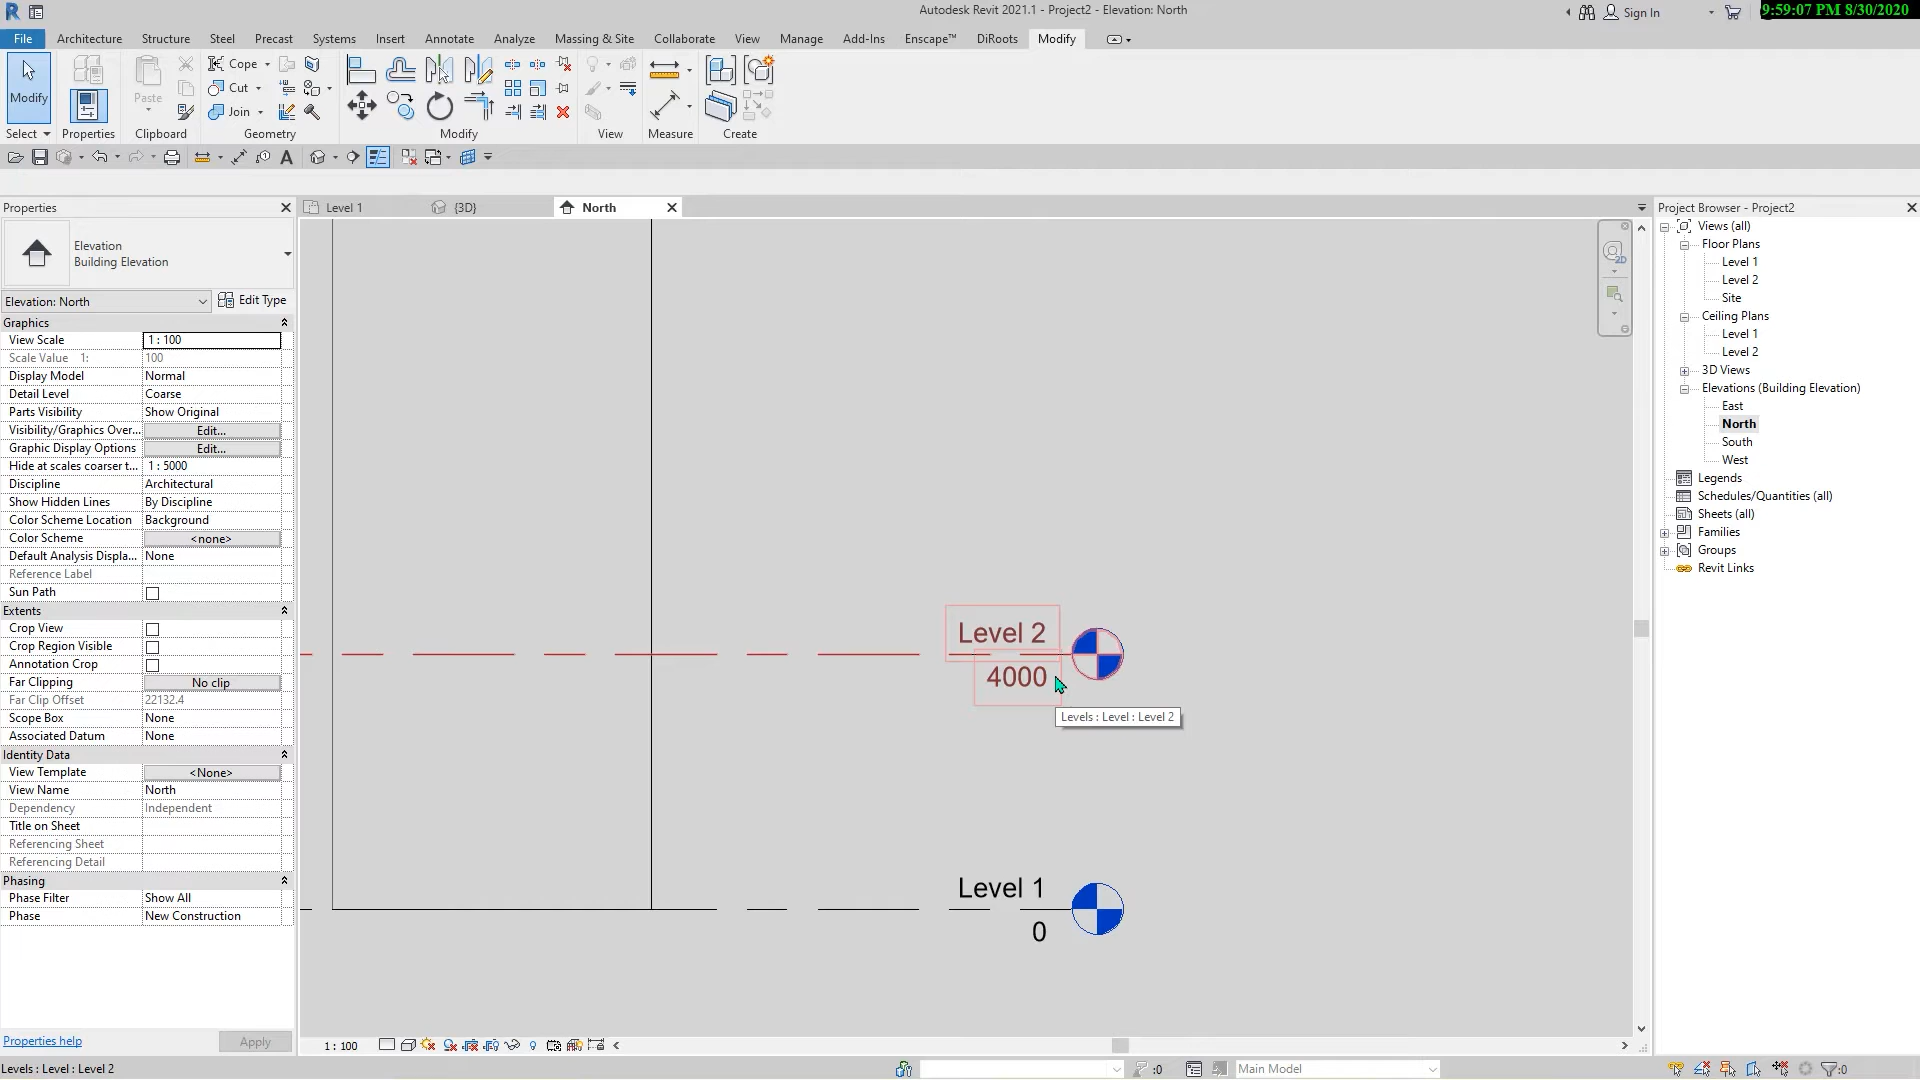 Autodesk Revit 2021.1 - Project2 - Elevation: North
Sign In
9:59:07 PM 8/30/2020
File
Architecture
Structure
Steel
Precast
Systems
Insert
Annotate
Analyze
Massing & Site
Collaborate
View
Manage
Add-Ins
Enscape™
DiRoots
Modify
Modify
Paste
Cope
Cut
Join
Select
Properties
Clipboard
Geometry
Modify
View
Measure
Create
Properties
Level 1
{3D}
North
Project Browser - Project2
Elevation
Building Elevation
Elevation: North
Edit Type
Graphics
View Scale 1 : 100
Scale Value 1: 100
Display Model Normal
Detail Level Coarse
Parts Visibility Show Original
Visibility/Graphics Over... Edit...
Graphic Display Options Edit...
Hide at scales coarser t... 1 : 5000
Discipline Architectural
Show Hidden Lines By Discipline
Color Scheme Location Background
Color Scheme <none>
Default Analysis Displa... None
Reference Label
Sun Path
Extents
Crop View
Crop Region Visible
Annotation Crop
Far Clipping No clip
Far Clip Offset 22132.4
Scope Box None
Associated Datum None
Identity Data
View Template <None>
View Name North
Dependency Independent
Title on Sheet
Referencing Sheet
Referencing Detail
Phasing
Phase Filter Show All
Phase New Construction
Properties help
Apply
Level 2
4000
Levels : Level : Level 2
Level 1
0
2D
Views (all)
Floor Plans
Level 1
Level 2
Site
Ceiling Plans
Level 1
Level 2
3D Views
Elevations (Building Elevation)
East
North
South
West
Legends
Schedules/Quantities (all)
Sheets (all)
Families
Groups
Revit Links
1 : 100
Levels : Level : Level 2
:0
Main Model
:0